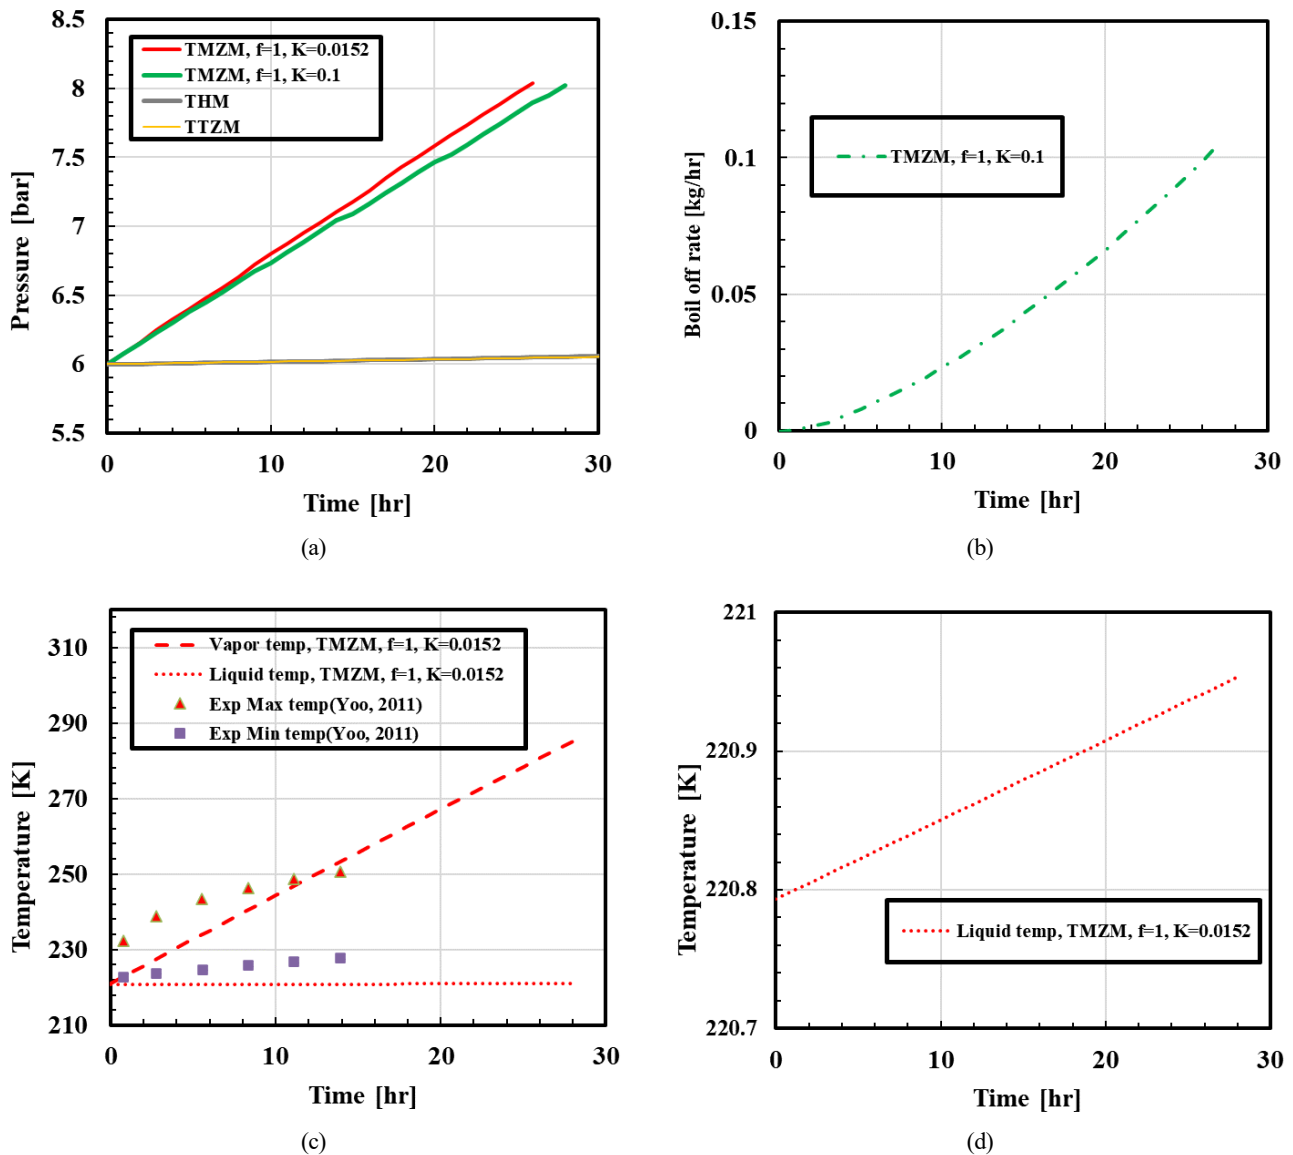 8.5
8
7.5
7
6.5
6
5.5
Pressure [bar]
TMZM, f=1, K=0.0152
TMZM, f=1, K=0.1
THM
TTZM
0 10 20 30
Time [hr]
(a)
0.15
0.1
0.05
0
Boil off rate [kg/hr]
TMZM, f=1, K=0.1
0 10 20 30
Time [hr]
(b)
310
290
270
250
230
210
Temperature [K]
Vapor temp, TMZM, f=1, K=0.0152
Liquid temp, TMZM, f=1, K=0.0152
Exp Max temp(Yoo, 2011)
Exp Min temp(Yoo, 2011)
0 10 20 30
Time [hr]
(c)
221
220.9
220.8
220.7
Temperature [K]
Liquid temp, TMZM, f=1, K=0.0152
0 10 20 30
Time [hr]
(d)